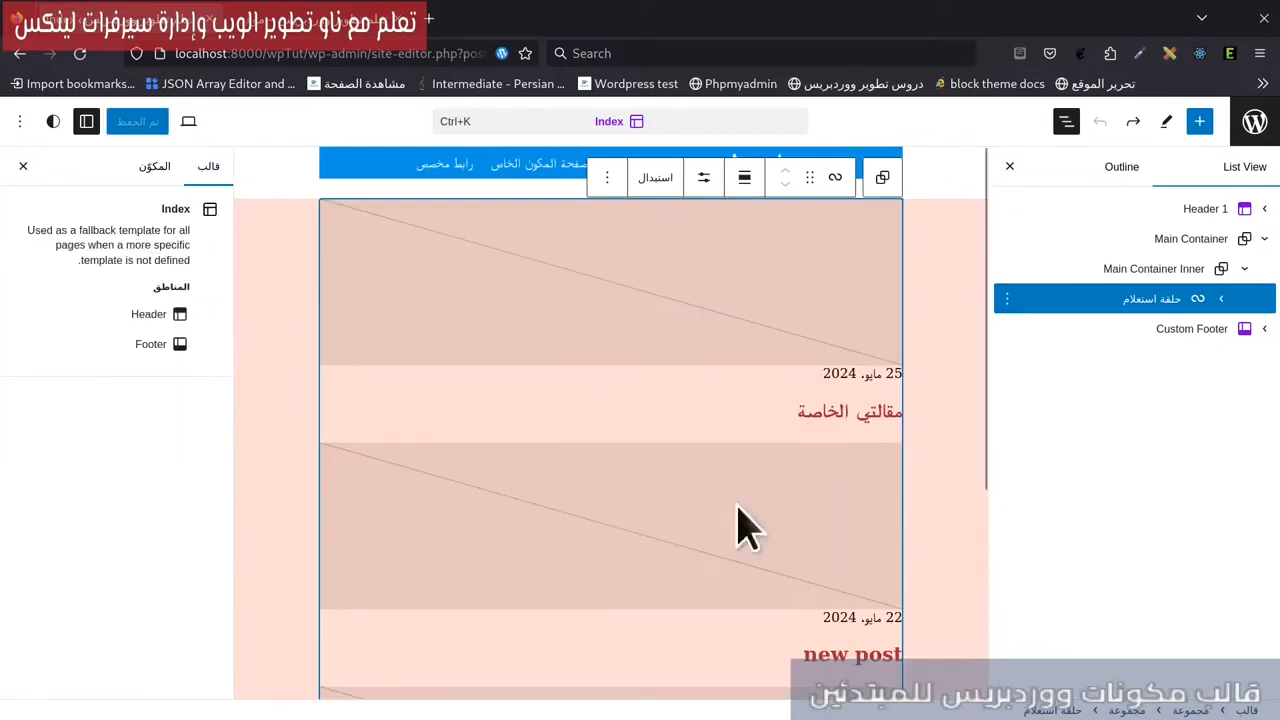 تعلم مع ناو تطوير الويب وإدارة سيرفرات لينكس
localhost:8000/wpTut/wp-admin/site-editor.php?pos
Search
Import bookmarks...
JSON Array Editor and ...
مشاهدة الصفحة
Intermediate - Persian ...
Wordpress test
Phpmyadmin
دروس تطوير ووردبريس
block theme docs
تحرير الموقع
تم الحفظ
Ctrl+K
Index
المكوّن
قالب
Index
Used as a fallback template for all
pages when a more specific
template is not defined.
المناطق
Header
Footer
صفحة المكون الخاص
رابط مخصص
استبدال
25 مايو، 2024
مقالتي الخاصة
22 مايو، 2024
new post
Outline
List View
Header 1
Main Container
Main Container Inner
حلقة استعلام
Custom Footer
قالب مكونات ووردبريس للمبتدئين
قالب
مجموعة
مجموعة
حلقة استعلام